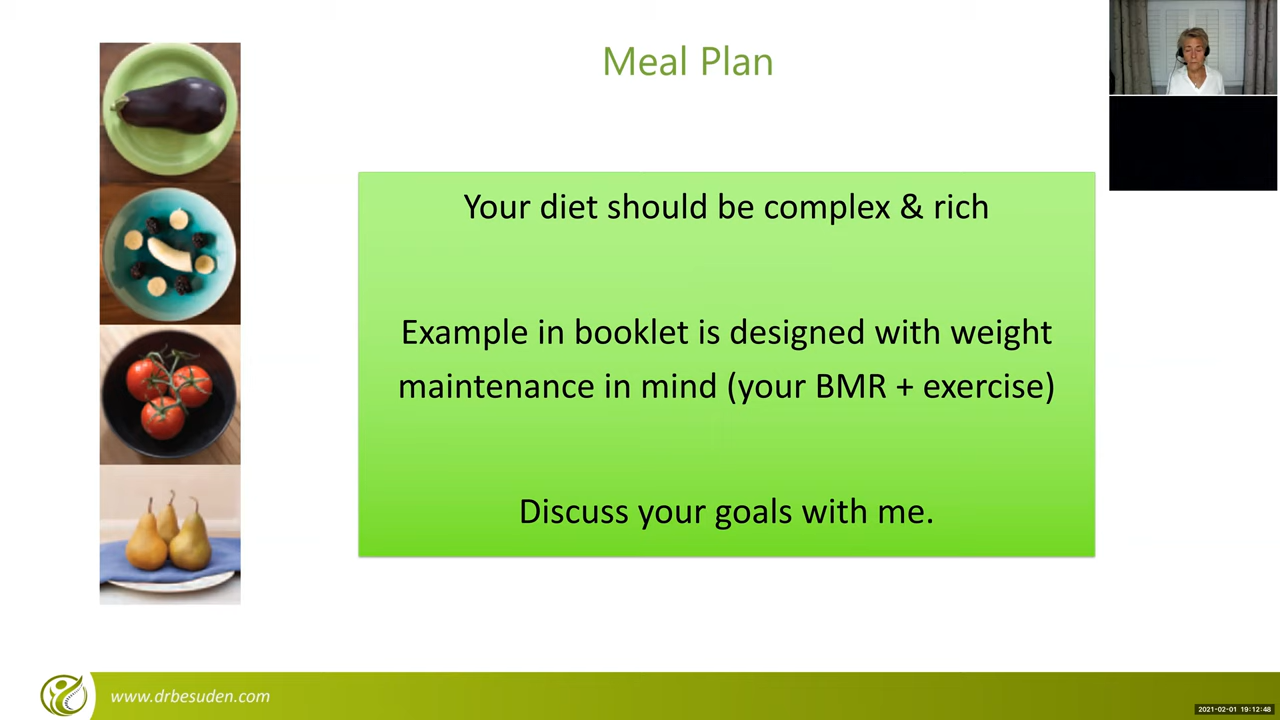 Meal Plan
Your diet should be complex & rich
Example in booklet is designed with weight
maintenance in mind (your BMR + exercise)
Discuss your goals with me.
www.drbesuden.com
2021-02-01 19:12:48